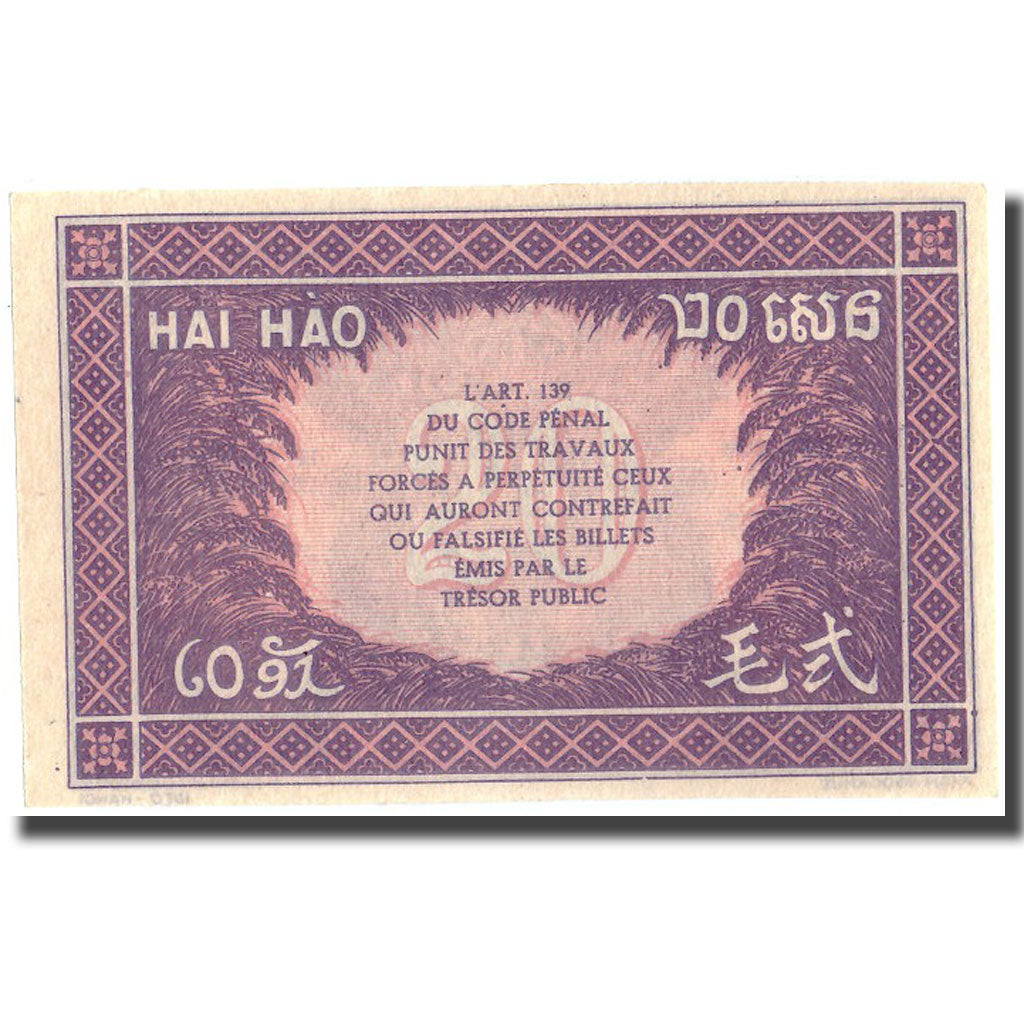 HAI HÀO
២០ សេន
L'ART. 139
DU CODE PÉNAL
PUNIT DES TRAVAUX
FORCÉS A PERPÉTUITÉ CEUX
QUI AURONT CONTREFAIT
OU FALSIFIÉ LES BILLETS
ÉMIS PAR LE
TRÉSOR PUBLIC
20
毛弍